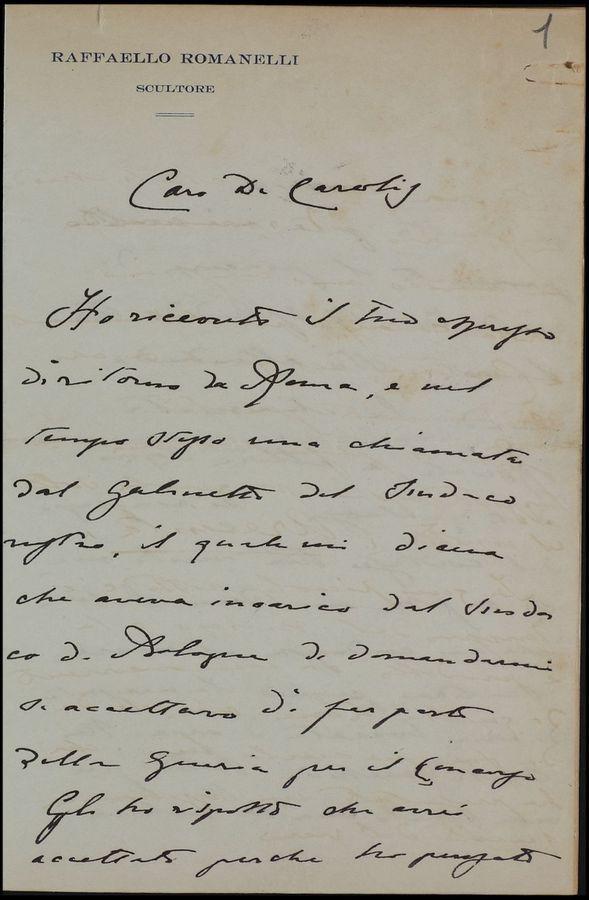 1
RAFFAELLO ROMANELLI
SCULTORE
Caro De Carolis
Ho ricevuto il tuo espresso
di ritorno da Roma, e nel
tempo stesso una chiamata
dal Gabinetto del Sindaco
nostro, il quale mi diceva
che aveva incarico dal Sinda
co di Bologna di domandarmi
se accettavo di far parte
della Giuria per il Concorso
Gli ho risposto che avrei
accettato perche ho pensato